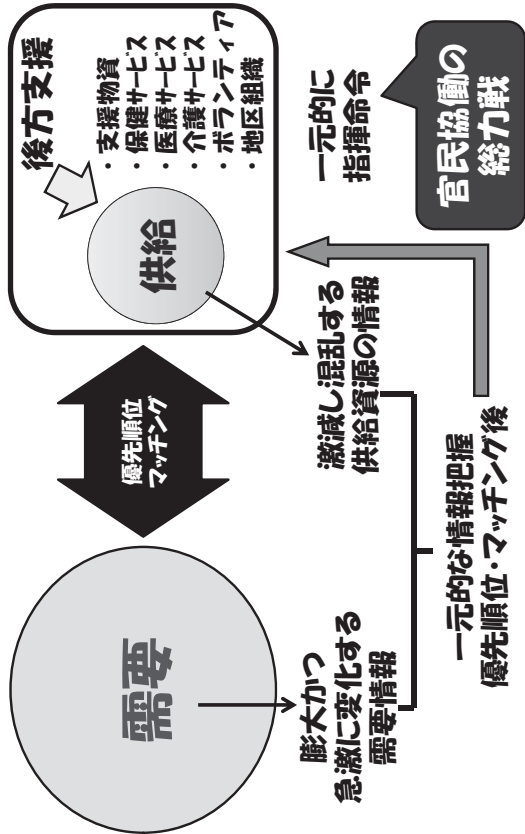 需要
優先順位
マッチング
供給
後方支援
・支援物資
・保健サービス
・医療サービス
・介護サービス
・ボランティア
・地区組織
膨大かつ
急激に変化する
需要情報
激減し混乱する
供給資源の情報
一元的に
指揮命令
一元的な情報把握
優先順位・マッチング後
官民協働の
総力戦